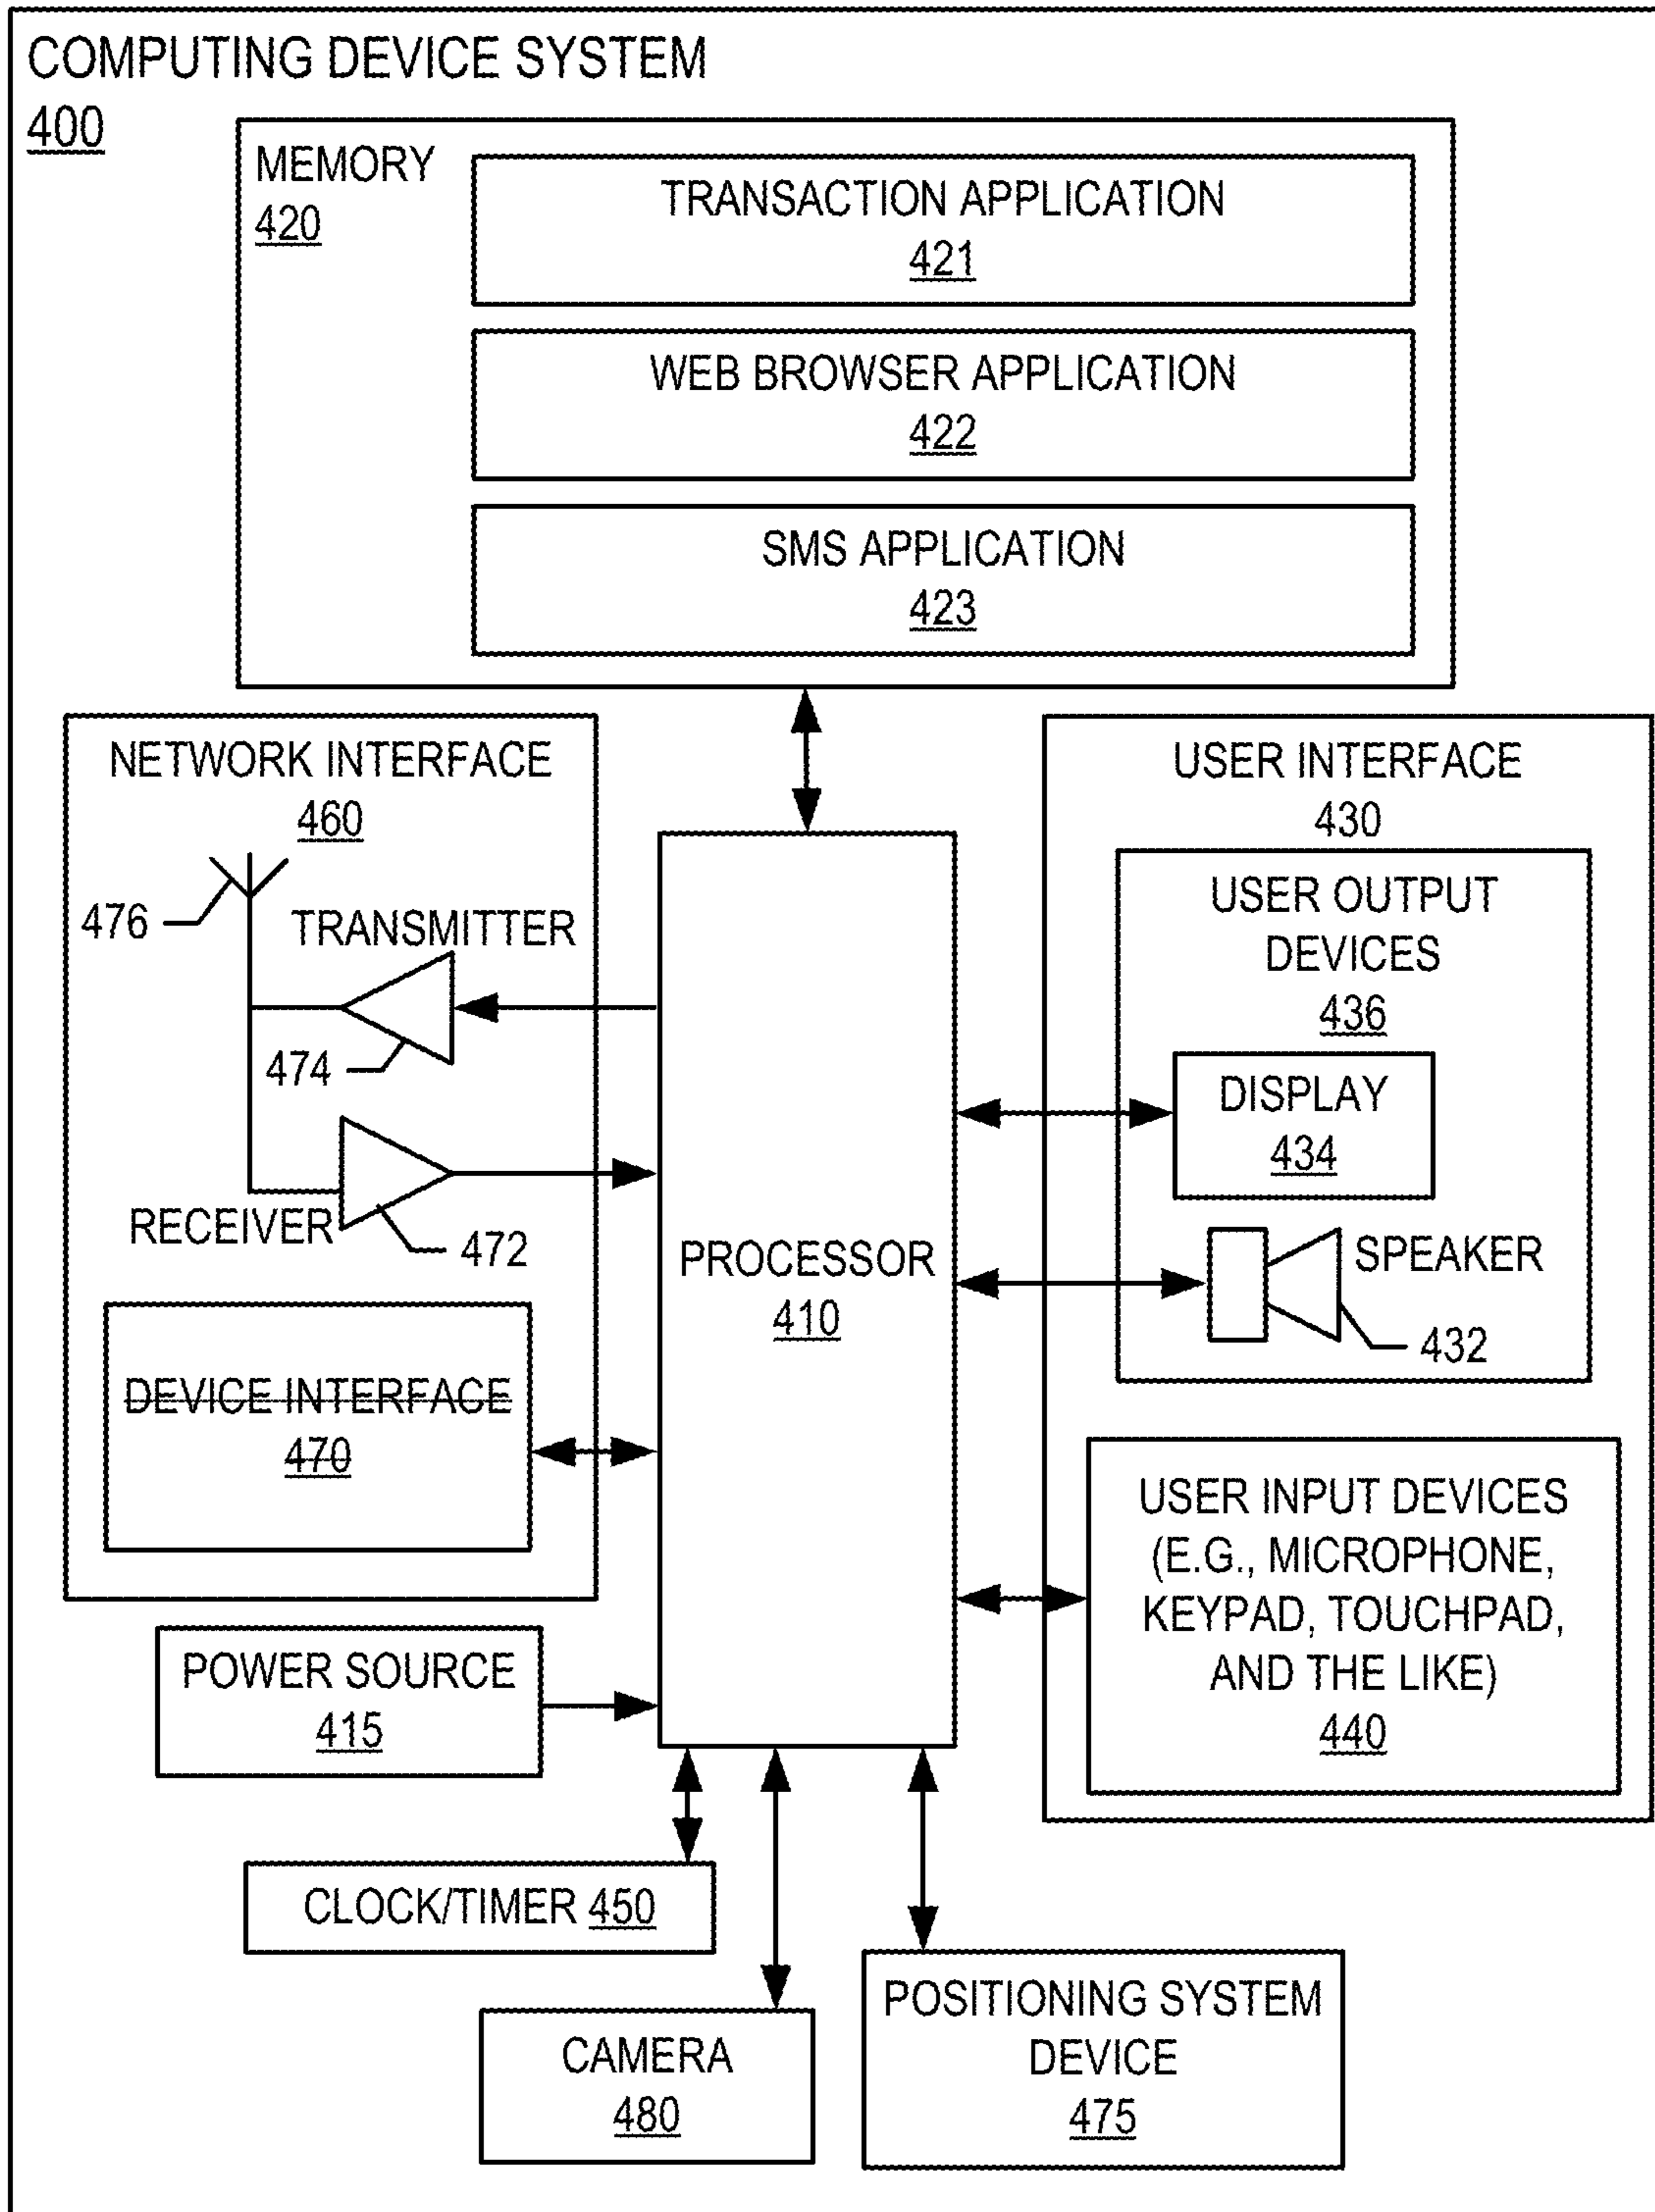 COMPUTING DEVICE SYSTEM
400
MEMORY
420
TRANSACTION APPLICATION
421
WEB BROWSER APPLICATION
422
SMS APPLICATION
423
NETWORK INTERFACE
460
476
TRANSMITTER
474
RECEIVER
472
DEVICE INTERFACE
470
POWER SOURCE
415
PROCESSOR
410
USER INTERFACE
430
USER OUTPUT
DEVICES
436
DISPLAY
434
SPEAKER
432
USER INPUT DEVICES
(E.G., MICROPHONE,
KEYPAD, TOUCHPAD,
AND THE LIKE)
440
CLOCK/TIMER 450
CAMERA
480
POSITIONING SYSTEM
DEVICE
475